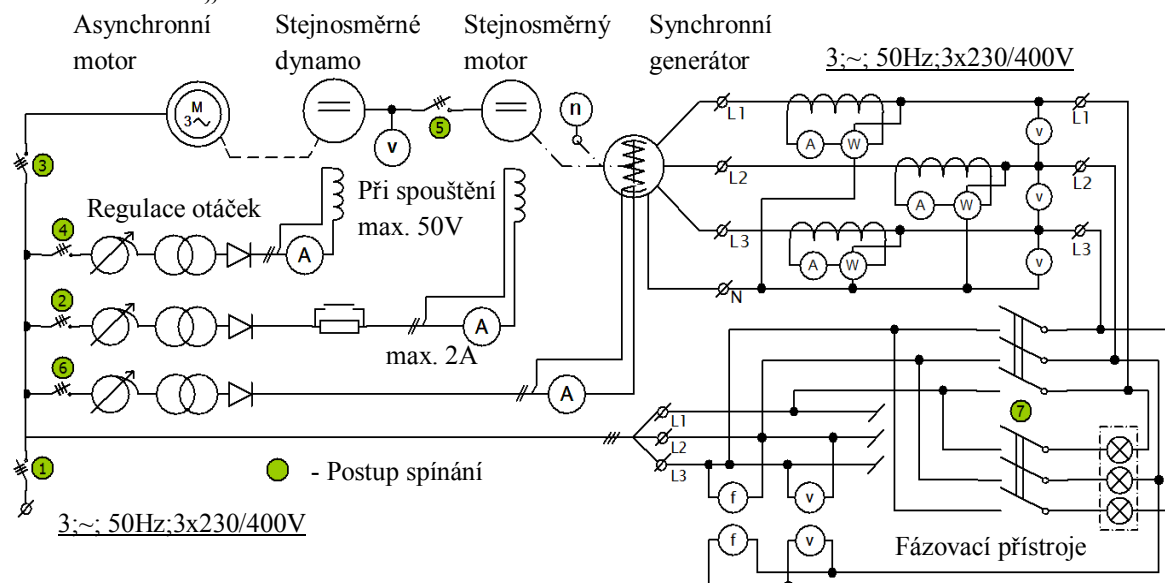 „
Asynchronní
motor
Stejnosměrné
dynamo
Stejnosměrný
motor
Synchronní
generátor
3;~; 50Hz;3x230/400V
M
3~
v
5
n
L1
A
W
v
L1
3
L2
A
W
v
L2
Při spouštění
max. 50V
Regulace otáček
4
A
L3
A
W
v
L3
N
2
A
max. 2A
6
A
L1
L2
L3
7
1
- Postup spínání
f
v
3;~; 50Hz;3x230/400V
f
v
Fázovací přístroje